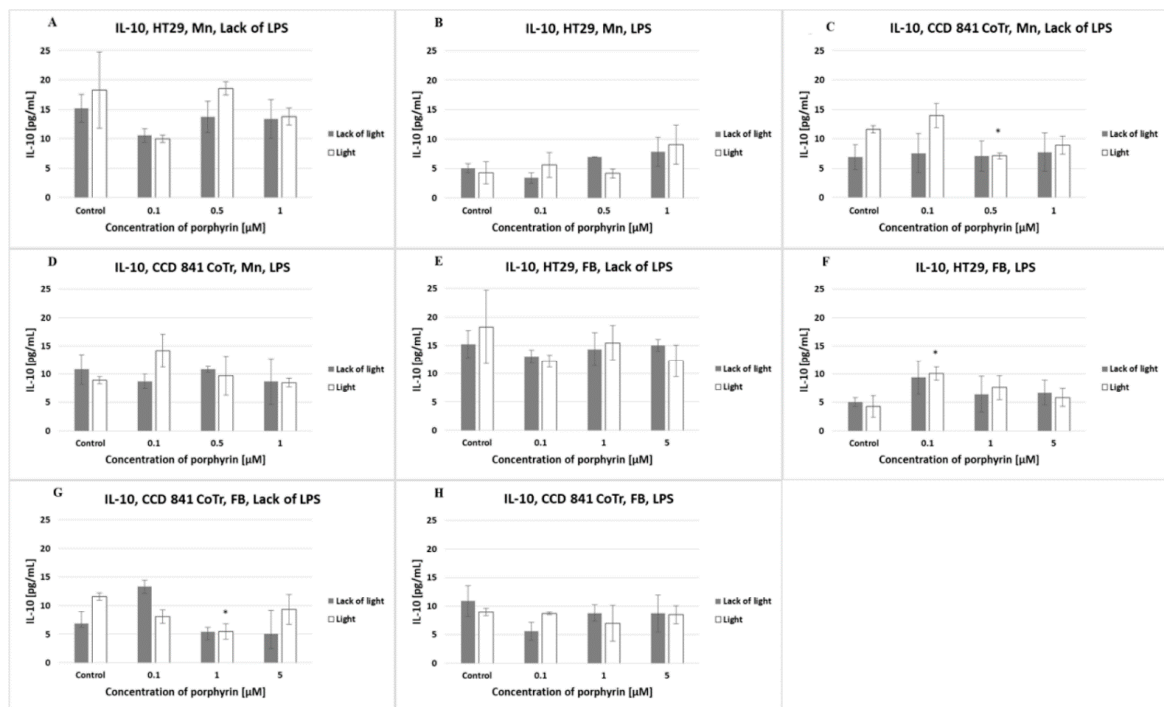 A
IL-10, HT29, Mn, Lack of LPS
IL-10 [pg/mL]
25
20
15
10
5
0
Control 0.1 0.5 1
Concentration of porphyrin [µM]
Lack of light
Light
B
IL-10, HT29, Mn, LPS
IL-10 [pg/mL]
25
20
15
10
5
0
Control 0.1 0.5 1
Concentration of porphyrin [µM]
Lack of light
Light
C
IL-10, CCD 841 CoTr, Mn, Lack of LPS
IL-10 [pg/mL]
25
20
15
10
5
0
*
Control 0.1 0.5 1
Concentration of porphyrin [µM]
Lack of light
Light
D
IL-10, CCD 841 CoTr, Mn, LPS
IL-10 [pg/mL]
25
20
15
10
5
0
Control 0.1 0.5 1
Concentration of porphyrin [µM]
Lack of light
Light
E
IL-10, HT29, FB, Lack of LPS
IL-10 [pg/mL]
25
20
15
10
5
0
Control 0.1 1 5
Concentration of porphyrin [µM]
Lack of light
Light
F
IL-10, HT29, FB, LPS
IL-10 [pg/mL]
25
20
15
10
5
0
*
Control 0.1 1 5
Concentration of porphyrin [µM]
Lack of light
Light
G
IL-10, CCD 841 CoTr, FB, Lack of LPS
IL-10 [pg/mL]
25
20
15
10
5
0
*
Control 0.1 1 5
Concentration of porphyrin [µM]
Lack of light
Light
H
IL-10, CCD 841 CoTr, FB, LPS
IL-10 [pg/mL]
25
20
15
10
5
0
Control 0.1 1 5
Concentration of porphyrin [µM]
Lack of light
Light